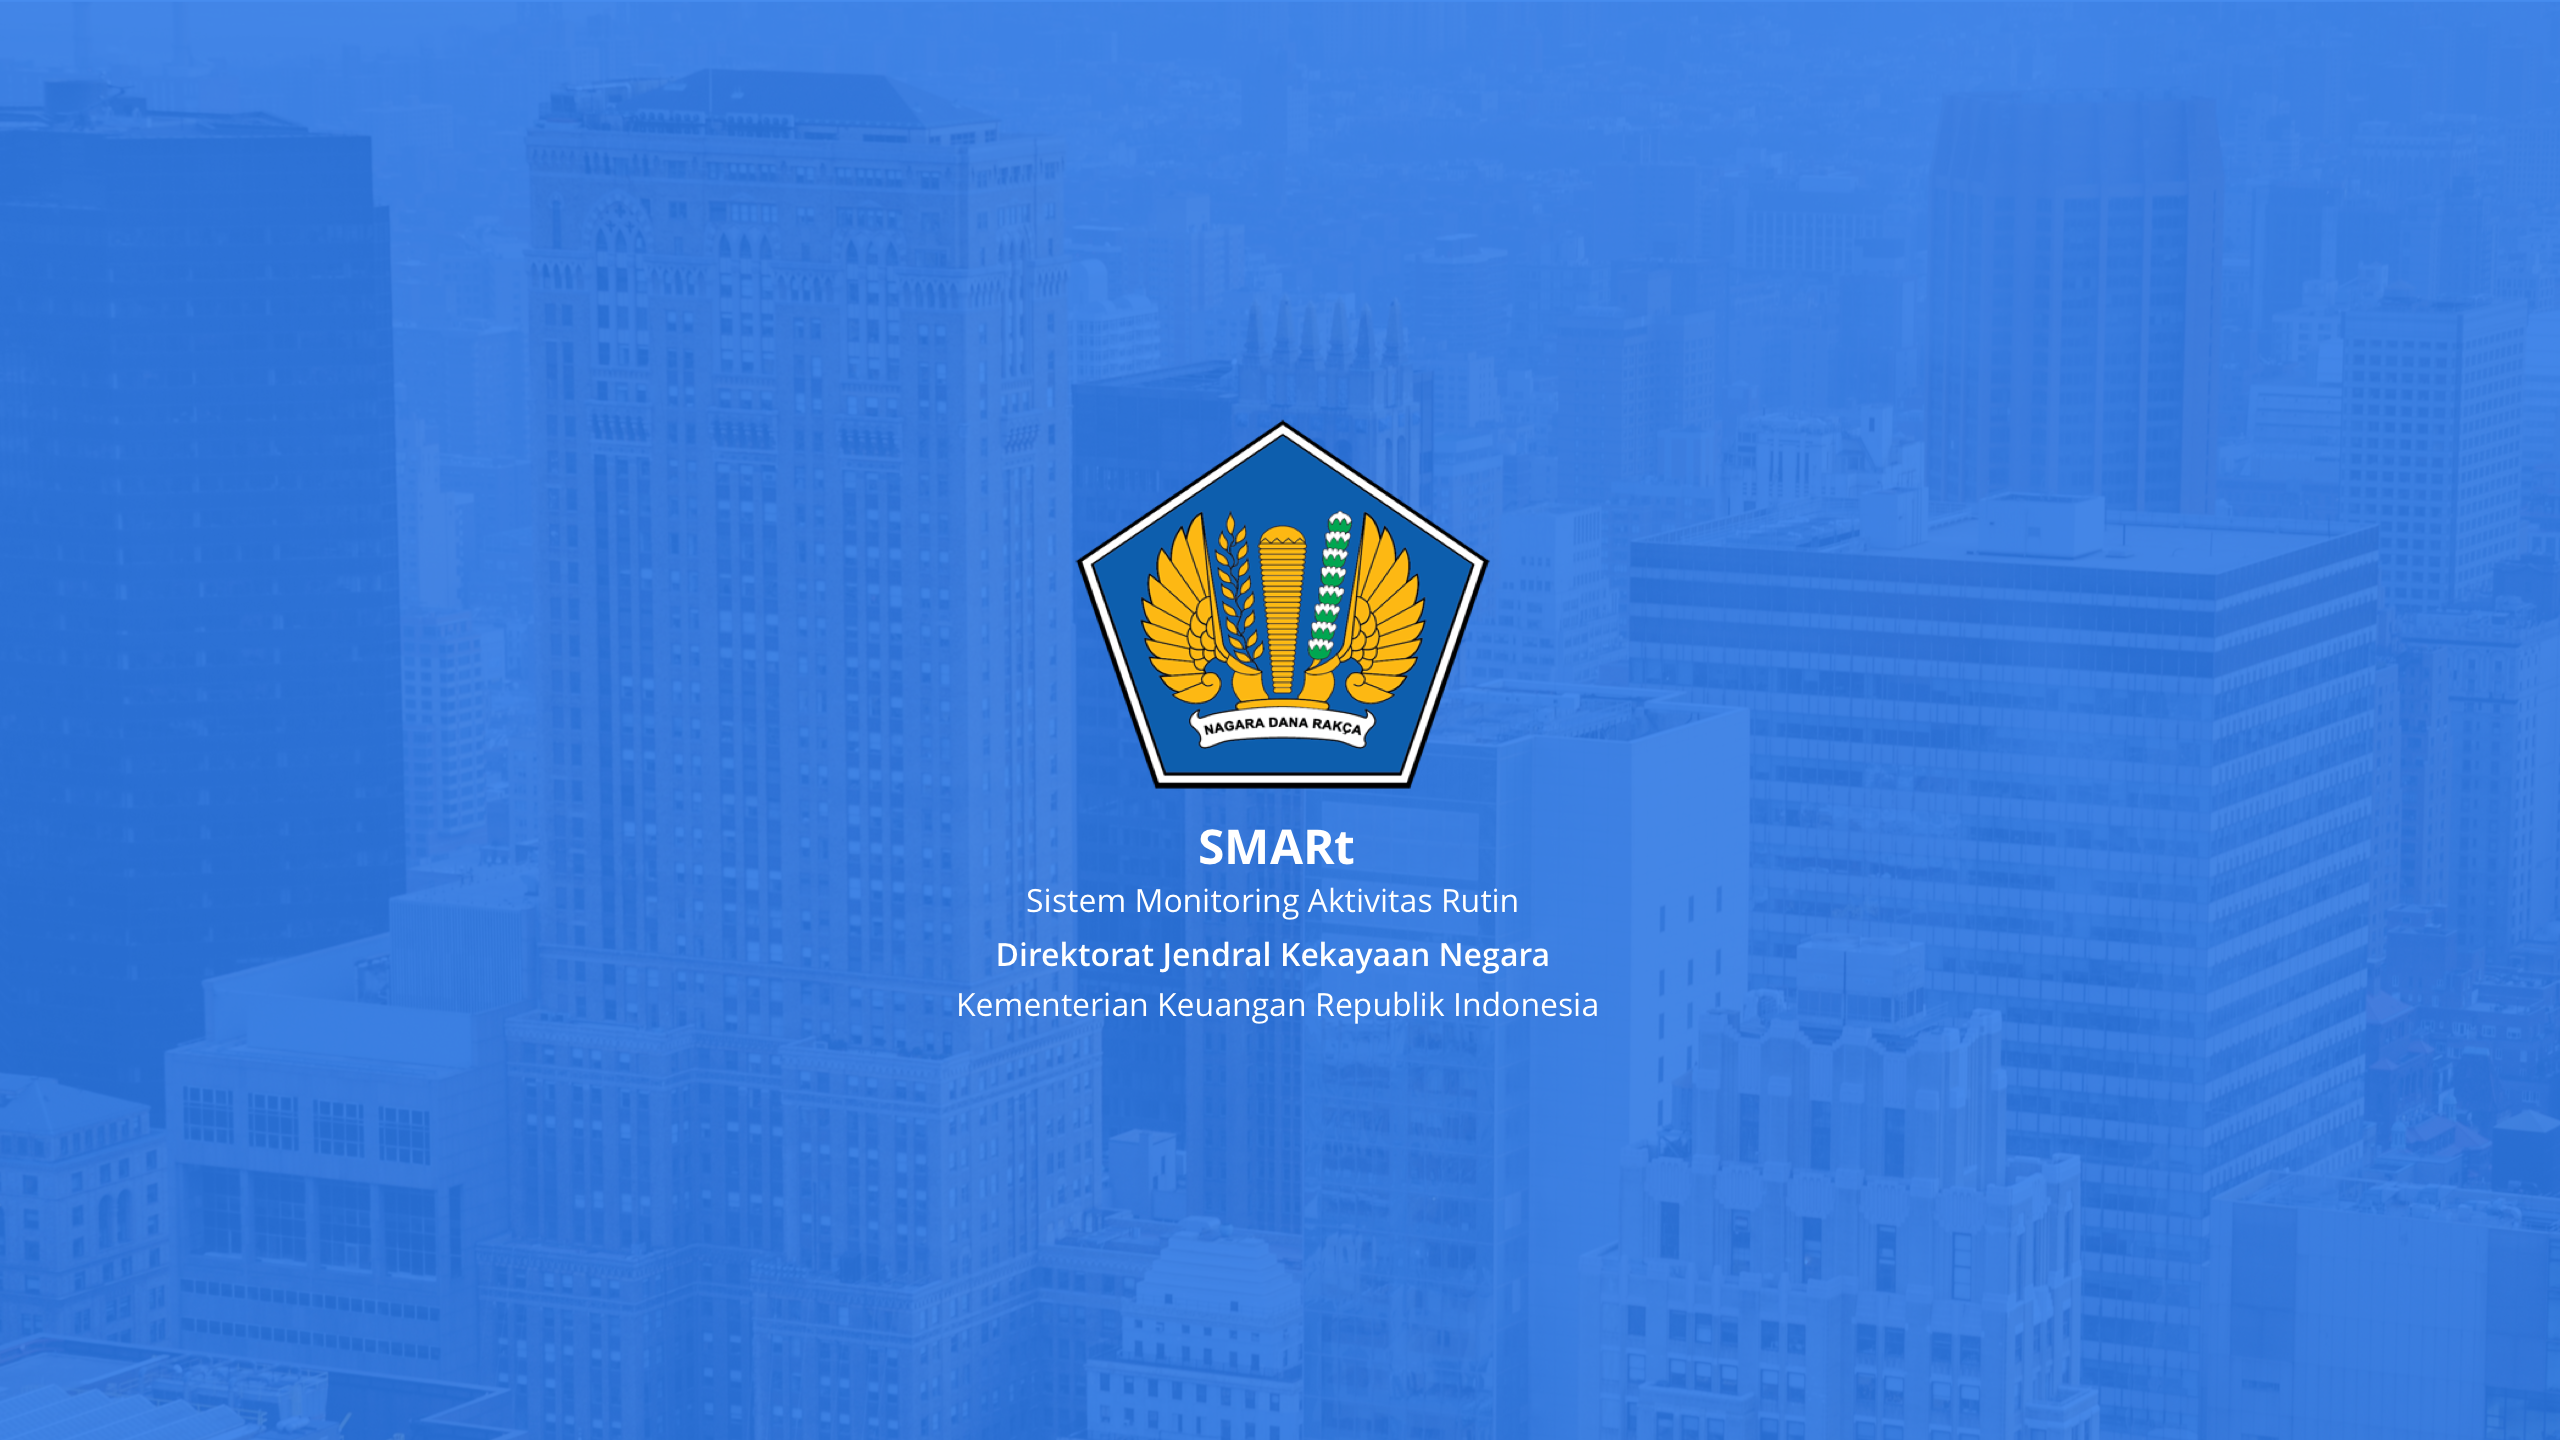 NAGARA DANA RAKÇA
SMARt
Sistem Monitoring Aktivitas Rutin
Direktorat Jendral Kekayaan Negara
Kementerian Keuangan Republik Indonesia